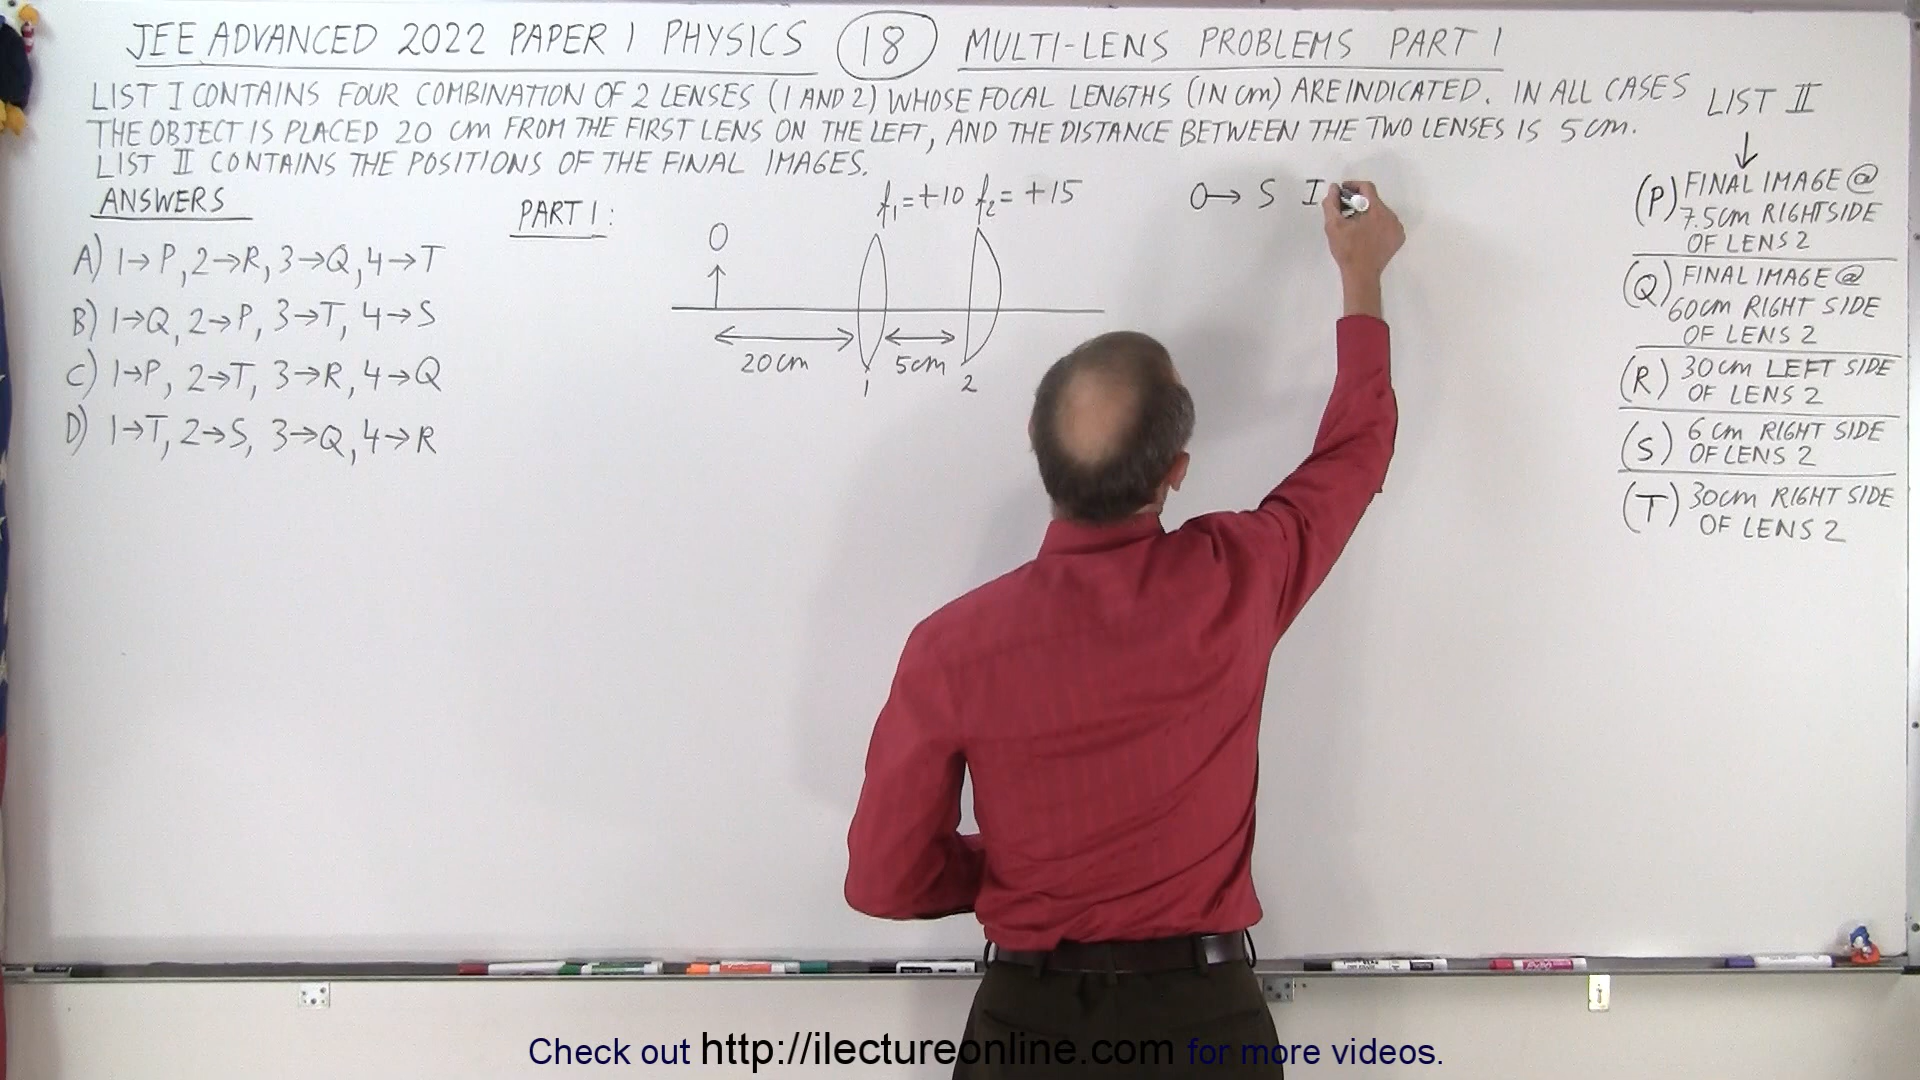 JEE ADVANCED 2022 PAPER 1 PHYSICS 18 MULTI-LENS PROBLEMS PART 1
LIST I CONTAINS FOUR COMBINATION OF 2 LENSES (1 AND 2) WHOSE FOCAL LENGTHS (IN cm) ARE INDICATED. IN ALL CASES
THE OBJECT IS PLACED 20 cm FROM THE FIRST LENS ON THE LEFT, AND THE DISTANCE BETWEEN THE TWO LENSES IS 5 cm.
LIST II CONTAINS THE POSITIONS OF THE FINAL IMAGES.
ANSWERS
A) 1→P, 2→R, 3→Q, 4→T
B) 1→Q, 2→P, 3→T, 4→S
C) 1→P, 2→T, 3→R, 4→Q
D) 1→T, 2→S, 3→Q, 4→R
PART 1:
f₁=+10 f₂=+15
O
20 cm
5cm
1
2
O→ S I
LIST II
↓
(P) FINAL IMAGE @
7.5cm RIGHT SIDE
OF LENS 2
(Q) FINAL IMAGE @
60cm RIGHT SIDE
OF LENS 2
(R) 30cm LEFT SIDE
OF LENS 2
(S) 6 cm RIGHT SIDE
OF LENS 2
(T) 30cm RIGHT SIDE
OF LENS 2
Check out http://ilectureonline.com for more videos.